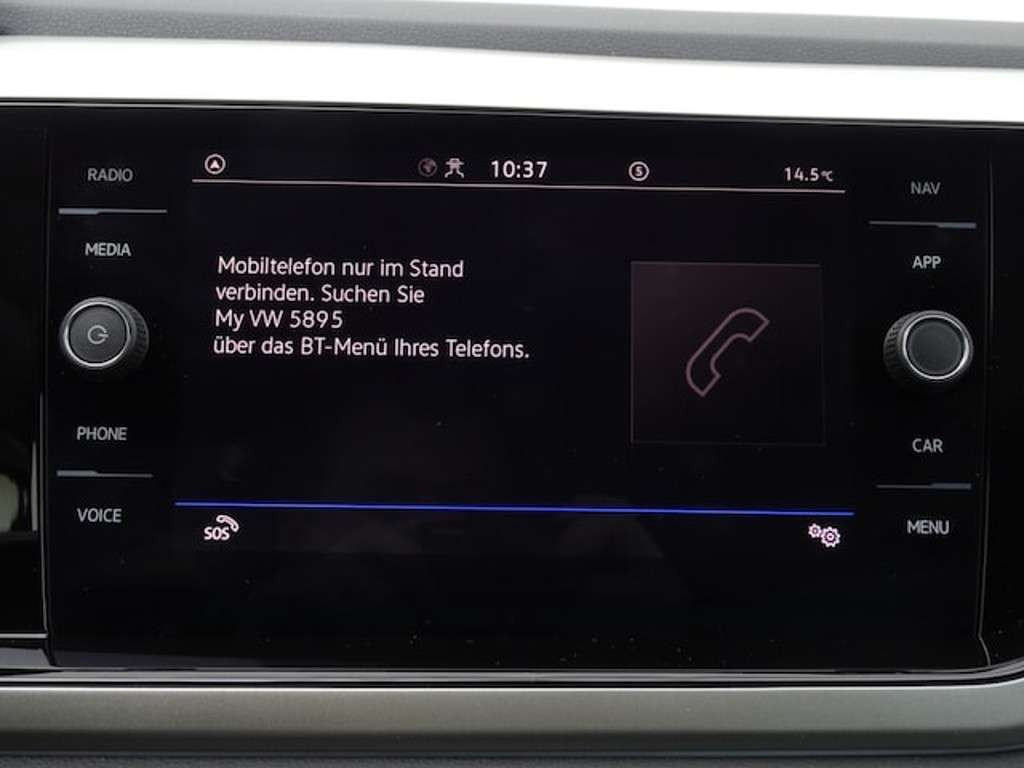 RADIO
MEDIA
PHONE
VOICE
10:37
S
14.5°C
Mobiltelefon nur im Stand
verbinden. Suchen Sie
My VW 5895
über das BT-Menü Ihres Telefons.
SOS
NAV
APP
CAR
MENU